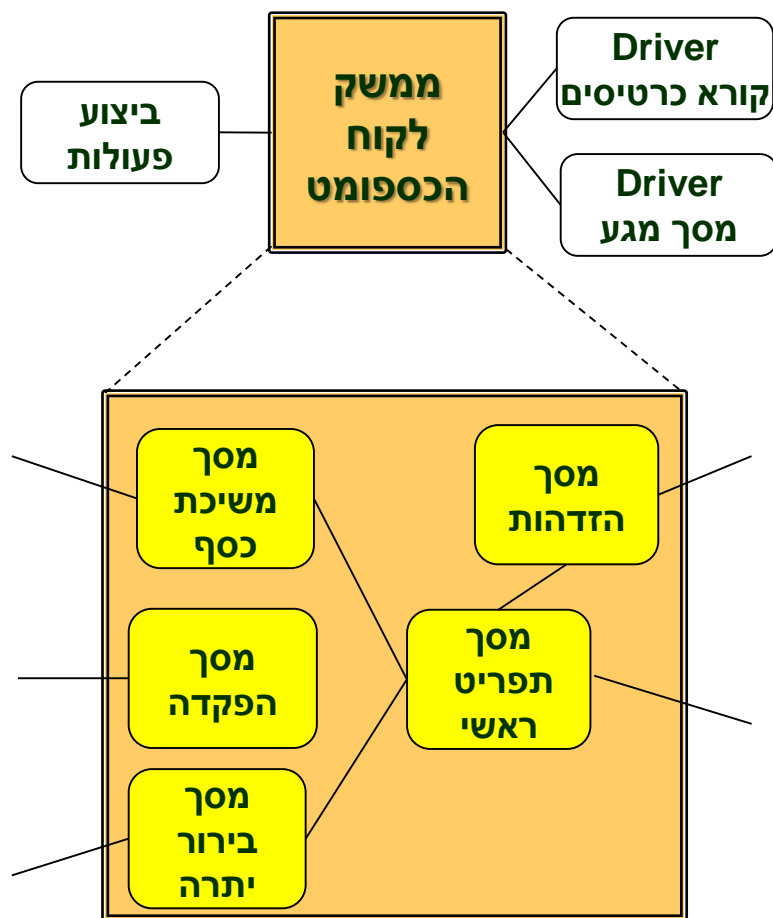 ממשק
לקוח
הכספומט
Driver
קורא כרטיסים
Driver
מסך מגע
ביצוע
פעולות
מסך
הזדהות
מסך
משיכת
כסף
מסך
תפריט
ראשי
מסך
הפקדה
מסך
בירור
יתרה